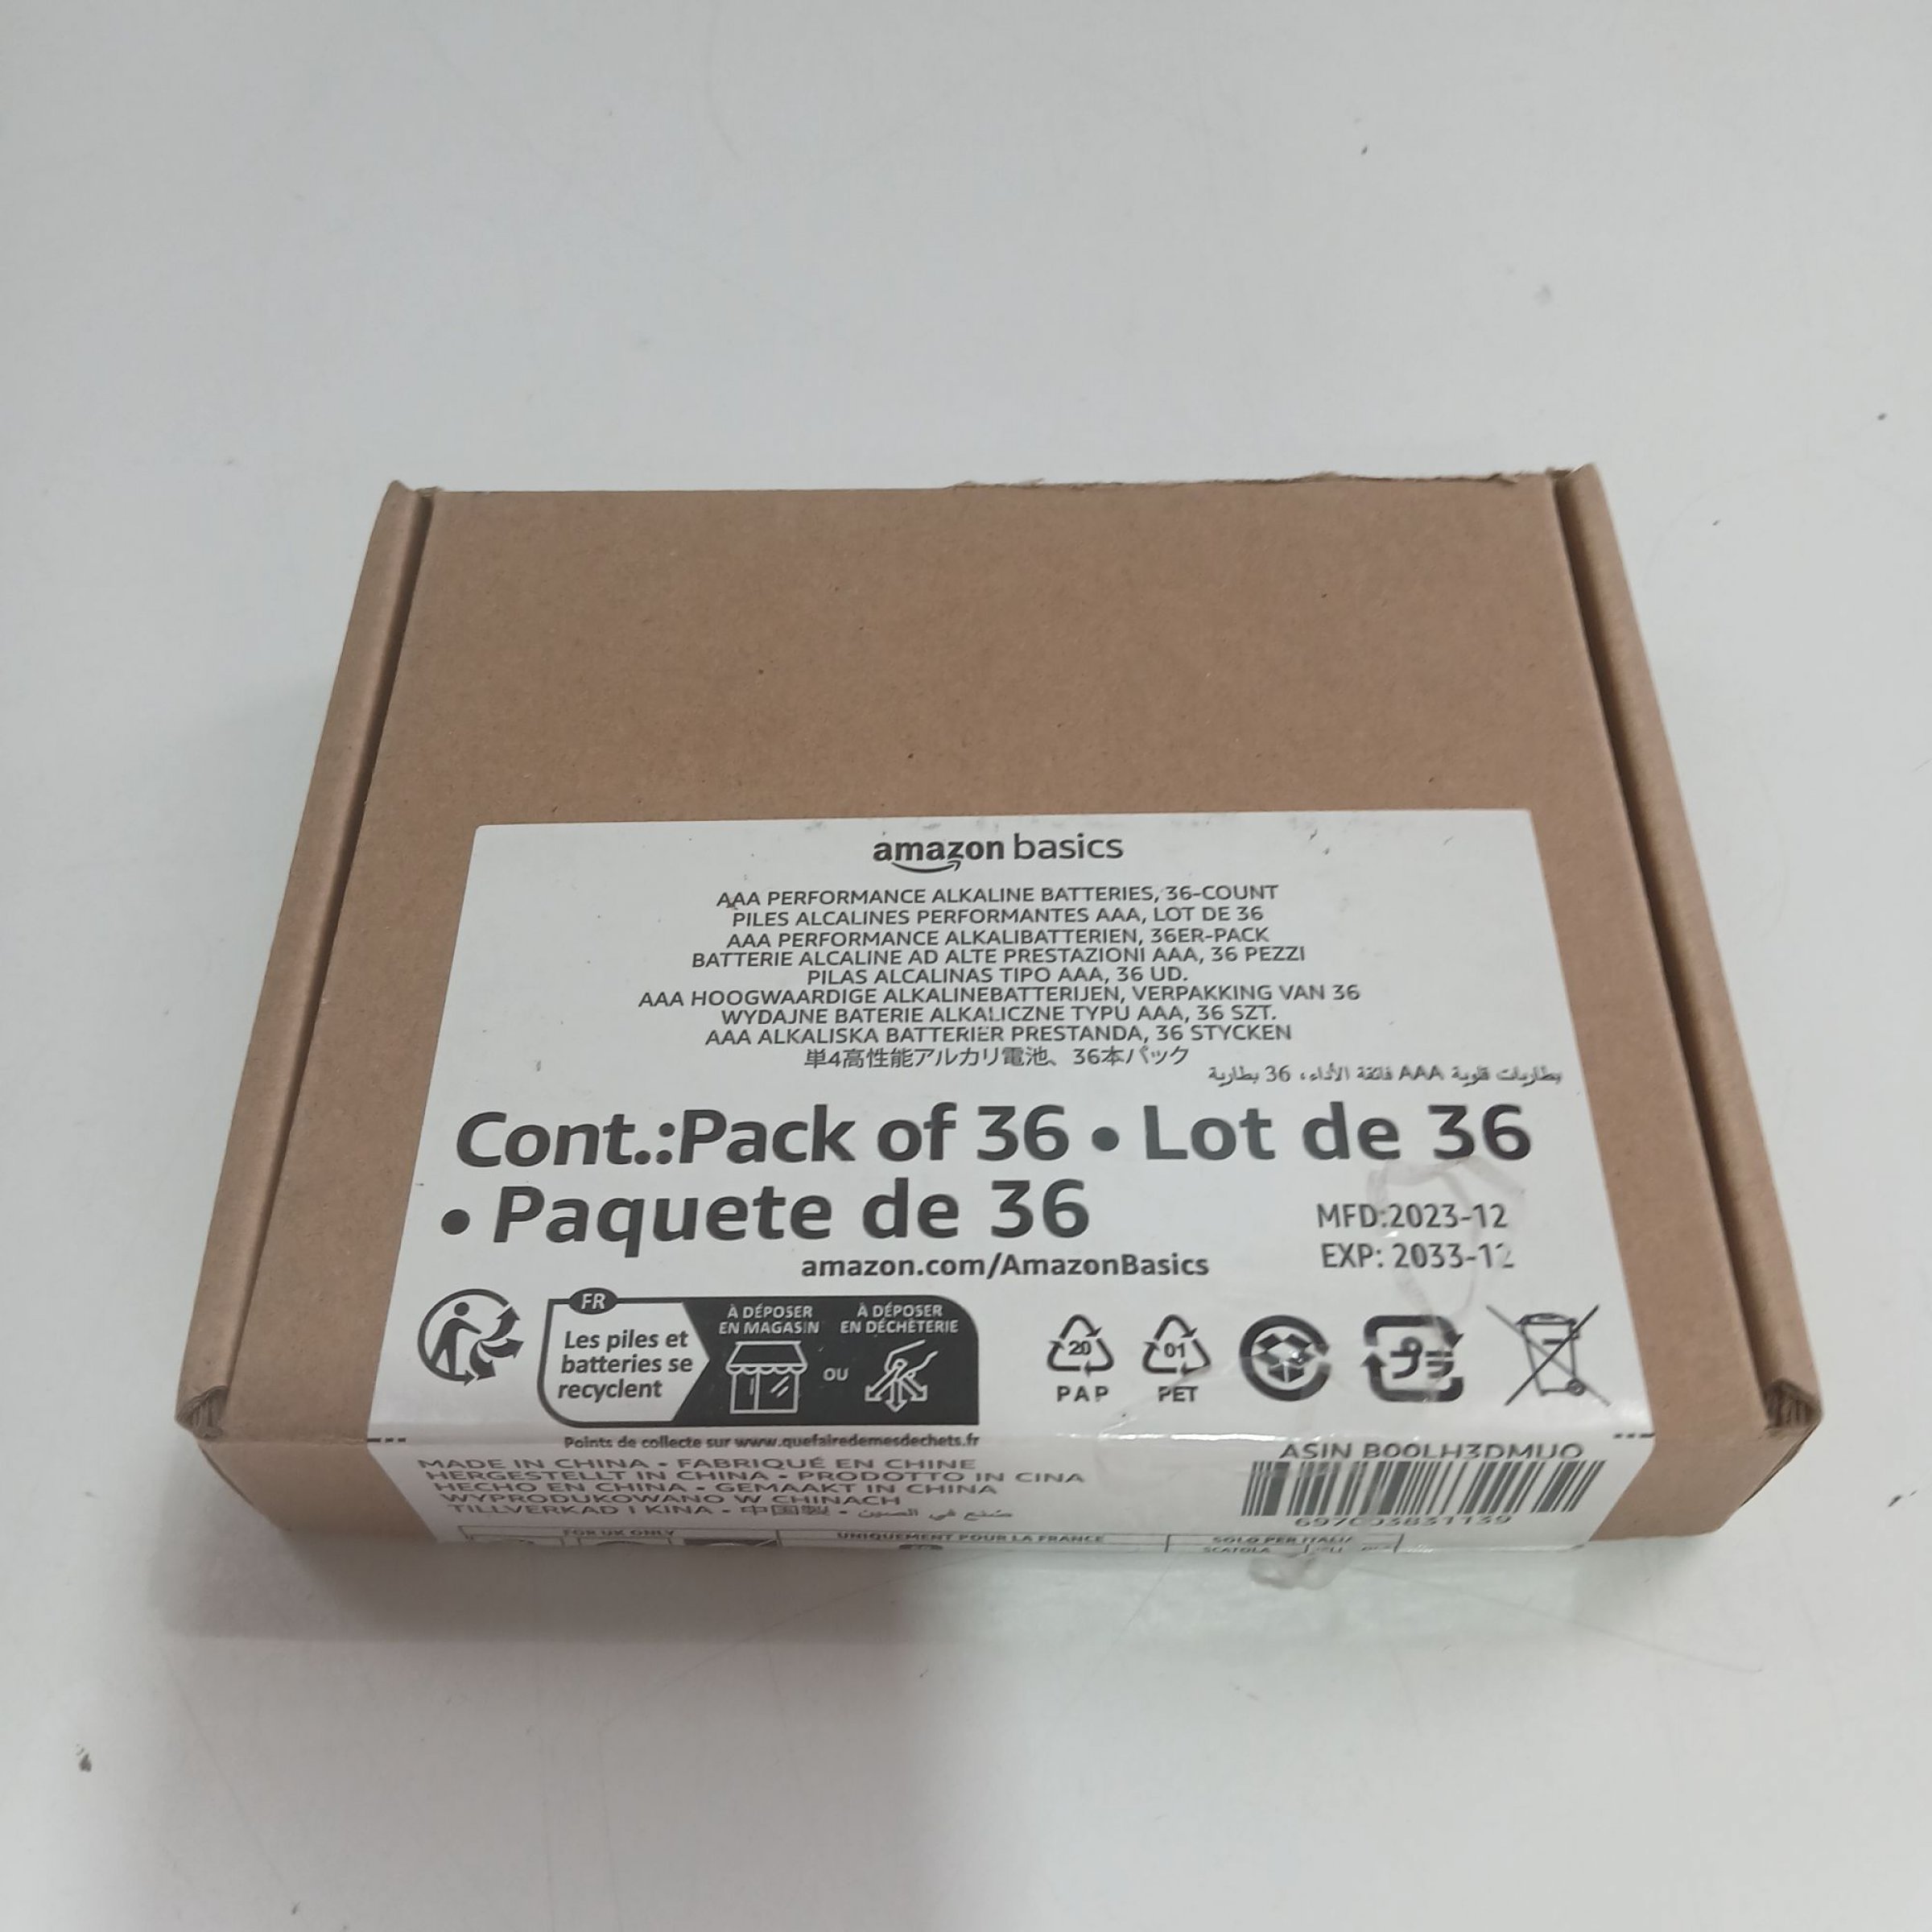 amazon basics
AAA PERFORMANCE ALKALINE BATTERIES, 36-COUNT
PILES ALCALINES PERFORMANTES AAA, LOT DE 36
AAA PERFORMANCE ALKALIBATTERIEN, 36ER-PACK
BATTERIE ALCALINE AD ALTE PRESTAZIONI AAA, 36 PEZZI
PILAS ALCALINAS TIPO AAA, 36 UD.
AAA HOOGWAARDIGE ALKALINEBATTERIJEN, VERPAKKING VAN 36
WYDAJNE BATERIE ALKALICZNE TYPU AAA, 36 SZT.
AAA ALKALISKA BATTERIER PRESTANDA, 36 STYCKEN
単4高性能アルカリ電池、36本パック
بطاريات قلوية AAA فائقة الأداء، 36 بطارية
Cont.:Pack of 36 • Lot de 36
• Paquete de 36
MFD:2023-12
EXP: 2033-12
amazon.com/AmazonBasics
FR
Les piles et
batteries se
recyclent
À DÉPOSER
EN MAGASIN
OU
À DÉPOSER
EN DÉCHÈTERIE
Points de collecte sur www.quefairedemesdechets.fr
20
PAP
01
PET
プラ
MADE IN CHINA - FABRIQUÉ EN CHINE
HERGESTELLT IN CHINA - PRODOTTO IN CINA
HECHO EN CHINA - GEMAAKT IN CHINA
WYPRODUKOWANO W CHINACH
TILLVERKAD I KINA - 中国製 - صنع في الصين
ASIN B00LH3DMUO
FOR UK ONLY
UNIQUEMENT POUR LA FRANCE
SOLO PER ITALIA
SCATOLA